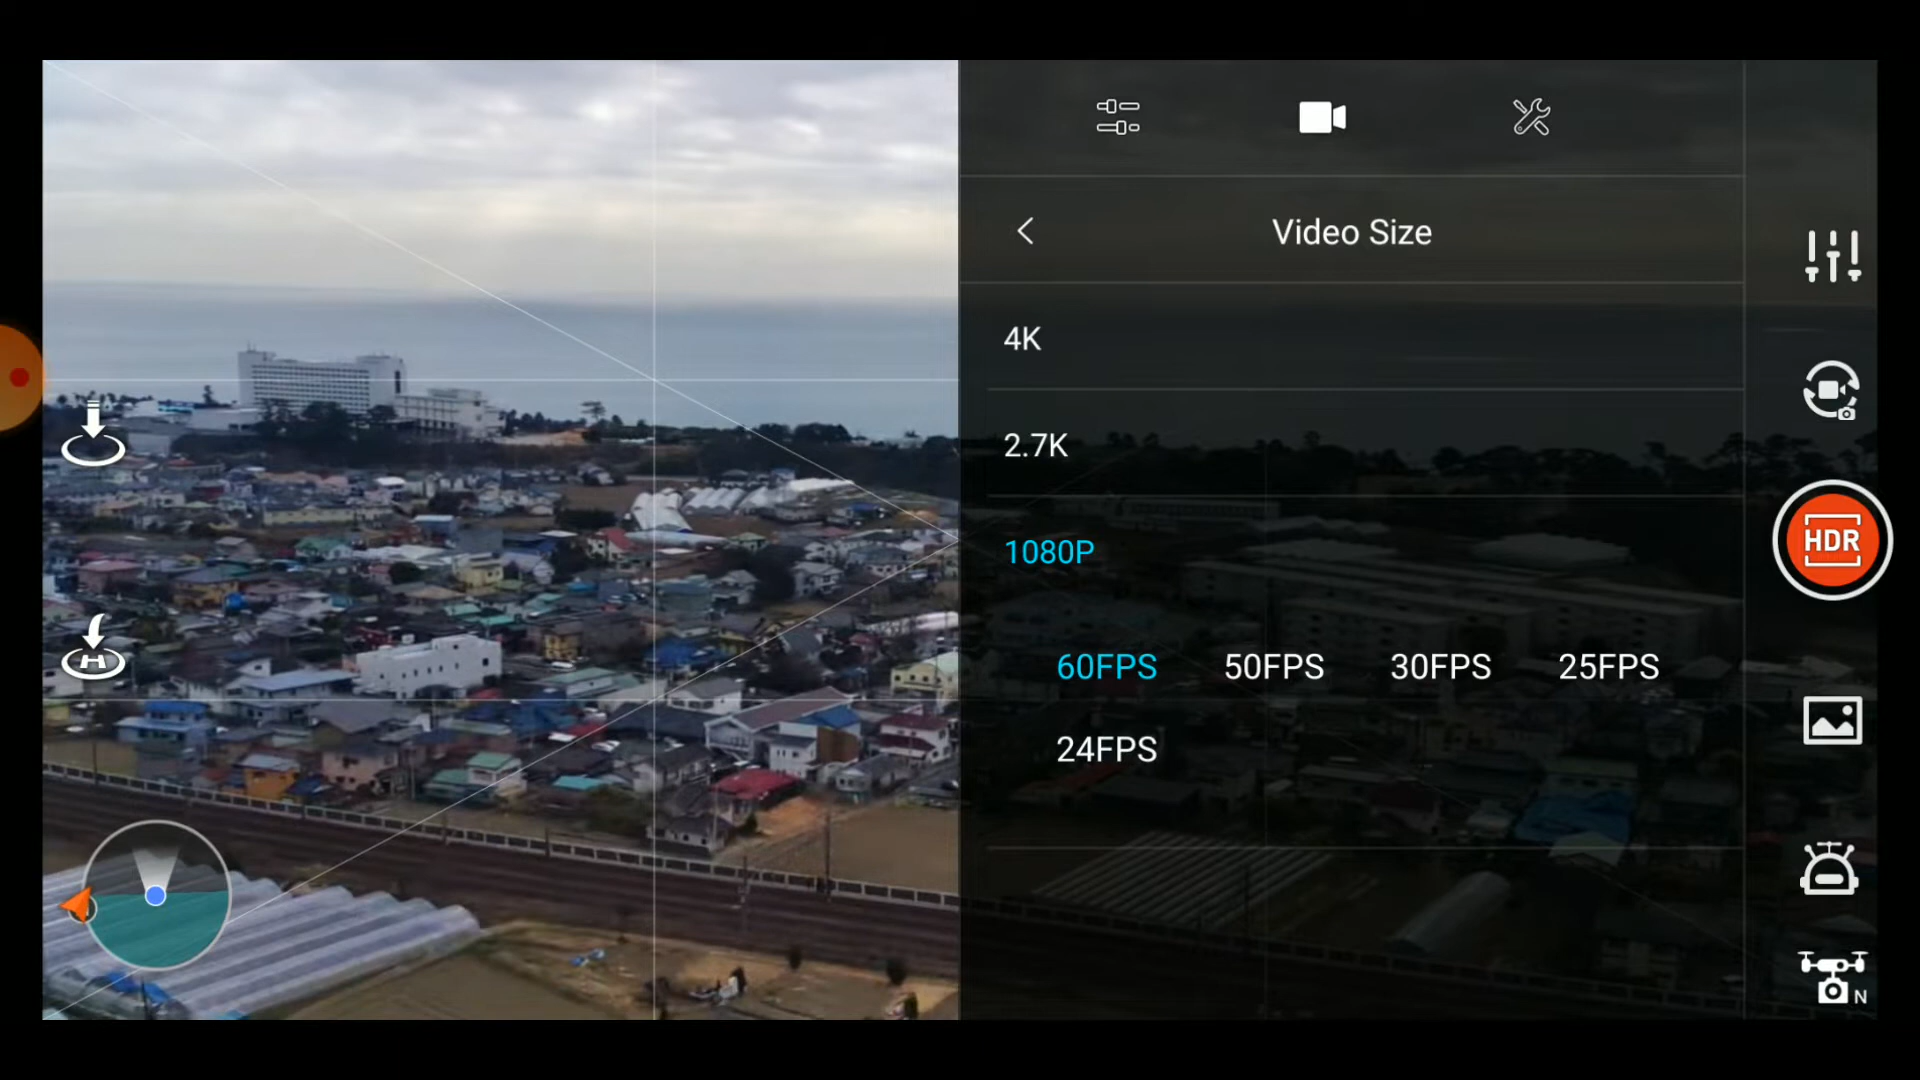 Video Size
4K
2.7K
1080P
HDR
60FPS 50FPS 30FPS 25FPS
24FPS
H
N